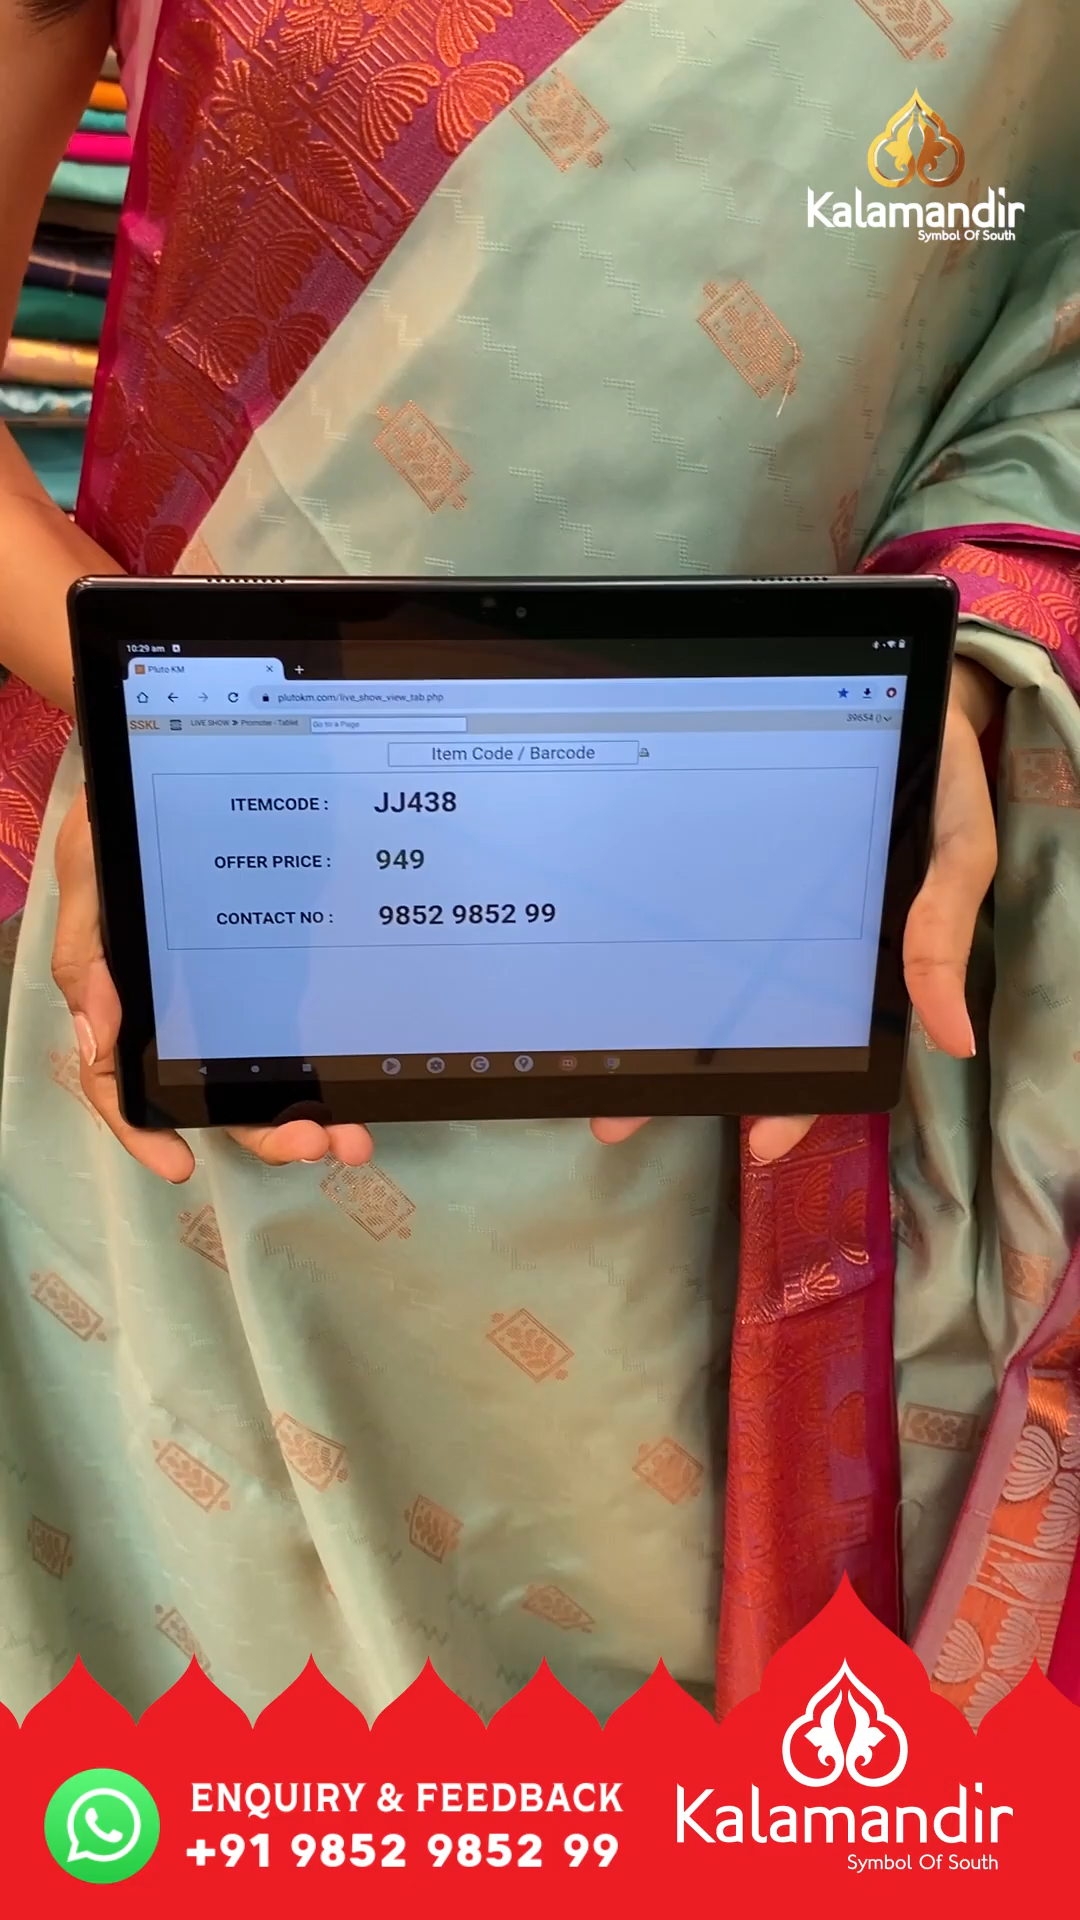 Kalamandir
Symbol Of South
10:29 am
Pluto KM
plutokm.com/live_show_view_tab.php
SSKL LIVE SHOW » Promoter - Tablet Go to a Page 39654 ()
Item Code / Barcode
ITEMCODE : JJ438
OFFER PRICE : 949
CONTACT NO : 9852 9852 99
ENQUIRY & FEEDBACK
+91 9852 9852 99
Kalamandir
Symbol Of South